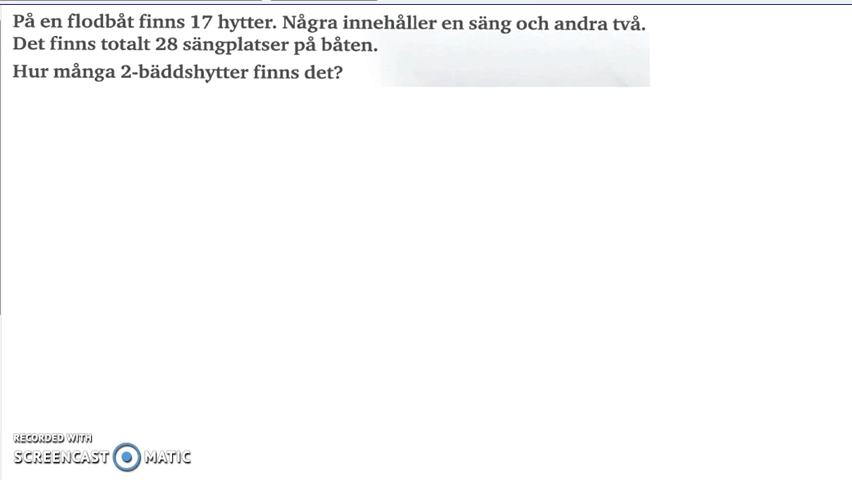 På en flodbåt finns 17 hytter. Några innehåller en säng och andra två.
Det finns totalt 28 sängplatser på båten.
Hur många 2-bäddshytter finns det?
RECORDED WITH
SCREENCAST MATIC